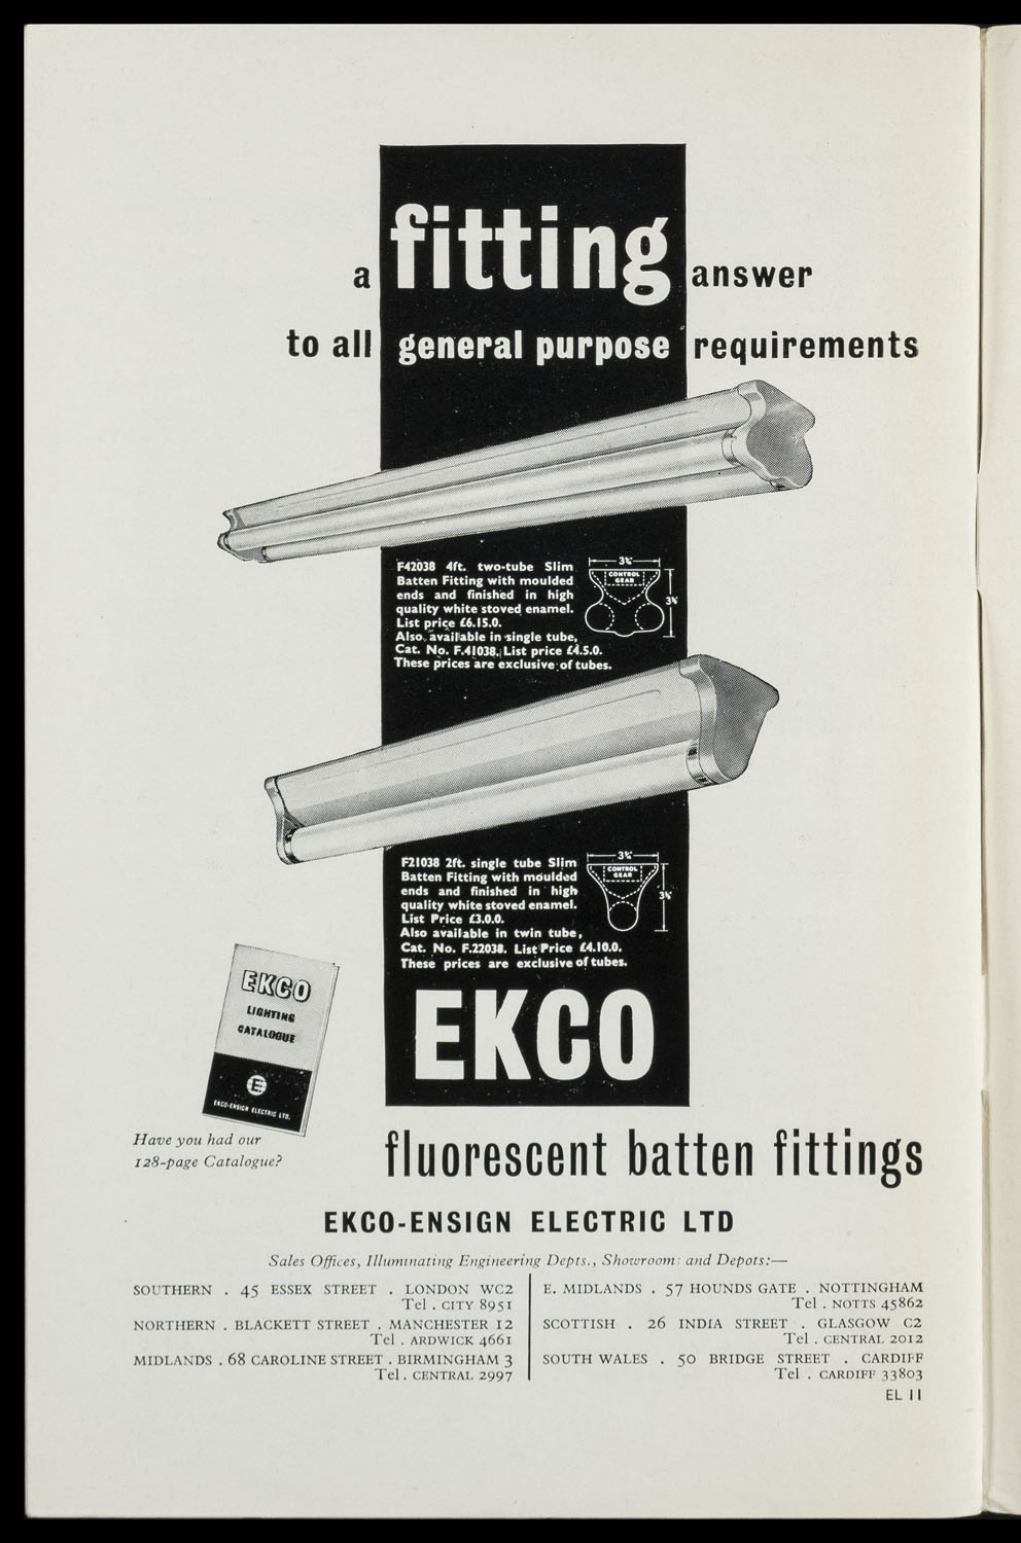 a fitting answer
to all general purpose requirements
F42038 4ft. two-tube Slim
Batten Fitting with moulded
ends and finished in high
quality white stoved enamel.
List price £6.15.0.
Also available in single tube,
Cat. No. F.41038. List price £4.5.0.
These prices are exclusive of tubes.
CONTROL
GEAR
F21038 2ft. single tube Slim
Batten Fitting with moulded
ends and finished in high
quality white stoved enamel.
List Price £3.0.0.
Also available in twin tube,
Cat. No. F.22038. List Price £4.10.0.
These prices are exclusive of tubes.
CONTROL
GEAR
EKCO
LIGHTING
CATALOGUE
E
EKCO-ENSIGN ELECTRIC LTD.
Have you had our
128-page Catalogue?
EKCO
fluorescent batten fittings
EKCO-ENSIGN ELECTRIC LTD
Sales Offices, Illuminating Engineering Depts., Showrooms and Depots:—
SOUTHERN . 45 ESSEX STREET . LONDON WC2
Tel . CITY 8951
NORTHERN . BLACKETT STREET . MANCHESTER 12
Tel . ARDWICK 4661
MIDLANDS . 68 CAROLINE STREET . BIRMINGHAM 3
Tel . CENTRAL 2997
E. MIDLANDS . 57 HOUNDS GATE . NOTTINGHAM
Tel . NOTTS 45862
SCOTTISH . 26 INDIA STREET . GLASGOW C2
Tel . CENTRAL 2012
SOUTH WALES . 50 BRIDGE STREET . CARDIFF
Tel . CARDIFF 33803
EL 11